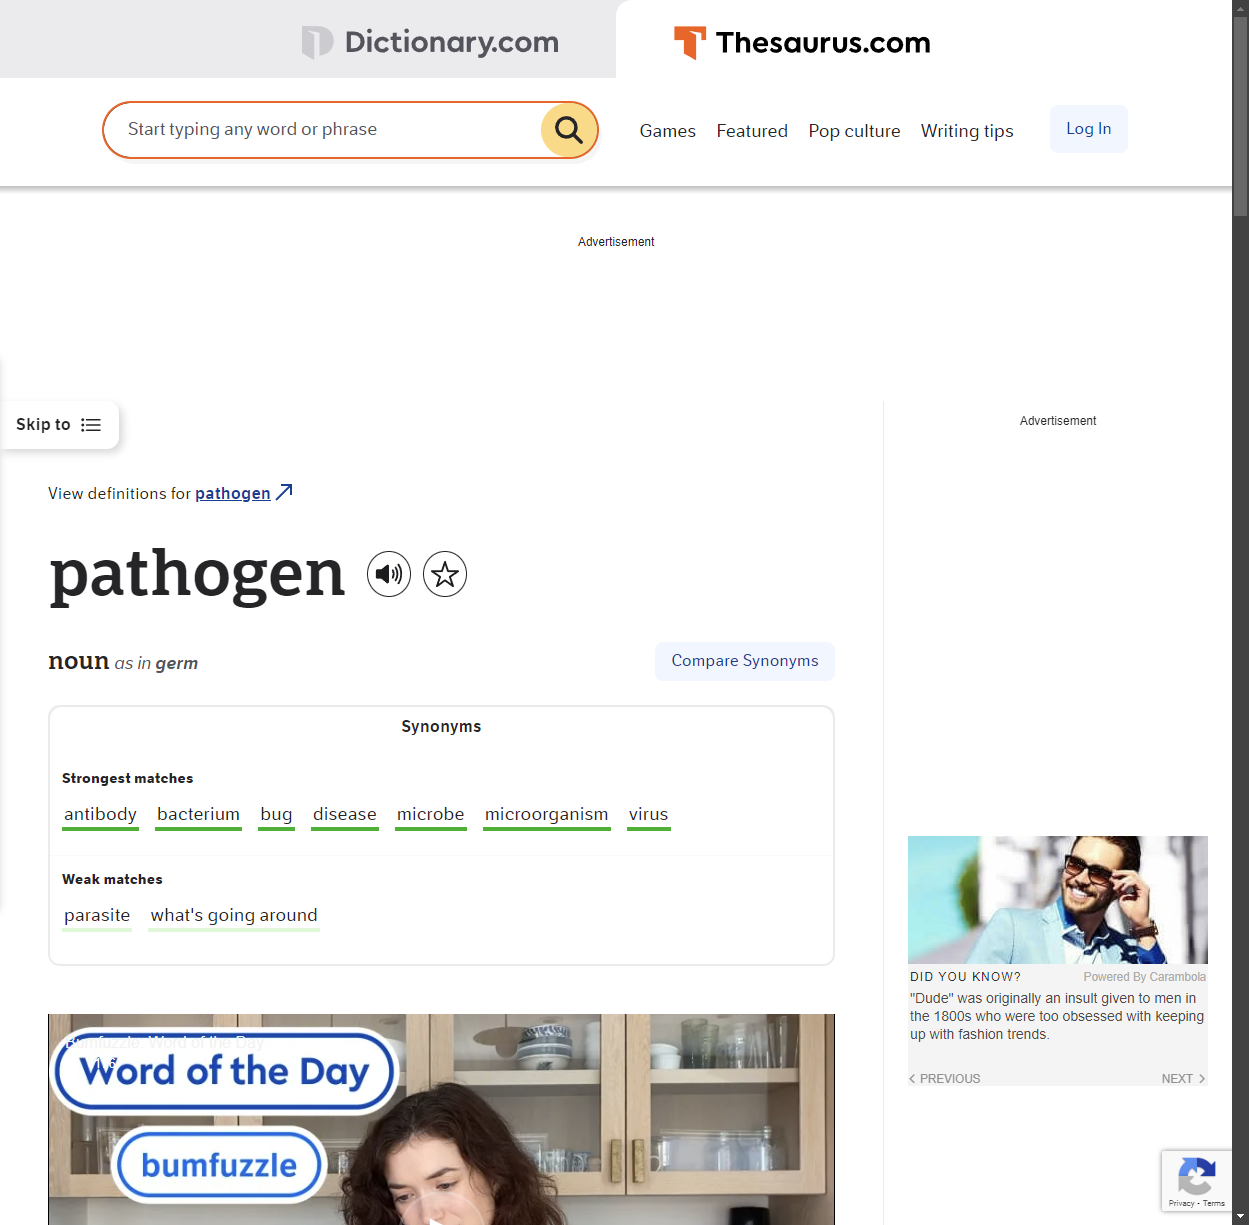 Dictionary.com
Thesaurus.com
Start typing any word or phrase
Games Featured Pop culture Writing tips Log In
Advertisement
Skip to
Advertisement
View definitions for pathogen
pathogen
noun as in germ
Compare Synonyms
Synonyms
Strongest matches
antibody bacterium bug disease microbe microorganism virus
Weak matches
parasite what's going around
DID YOU KNOW? Powered By Carambola
"Dude" was originally an insult given to men in
the 1800s who were too obsessed with keeping
up with fashion trends.
PREVIOUS NEXT
Bumfuzzle: Word of the Day
Word of the Day
bumfuzzle
Privacy - Terms